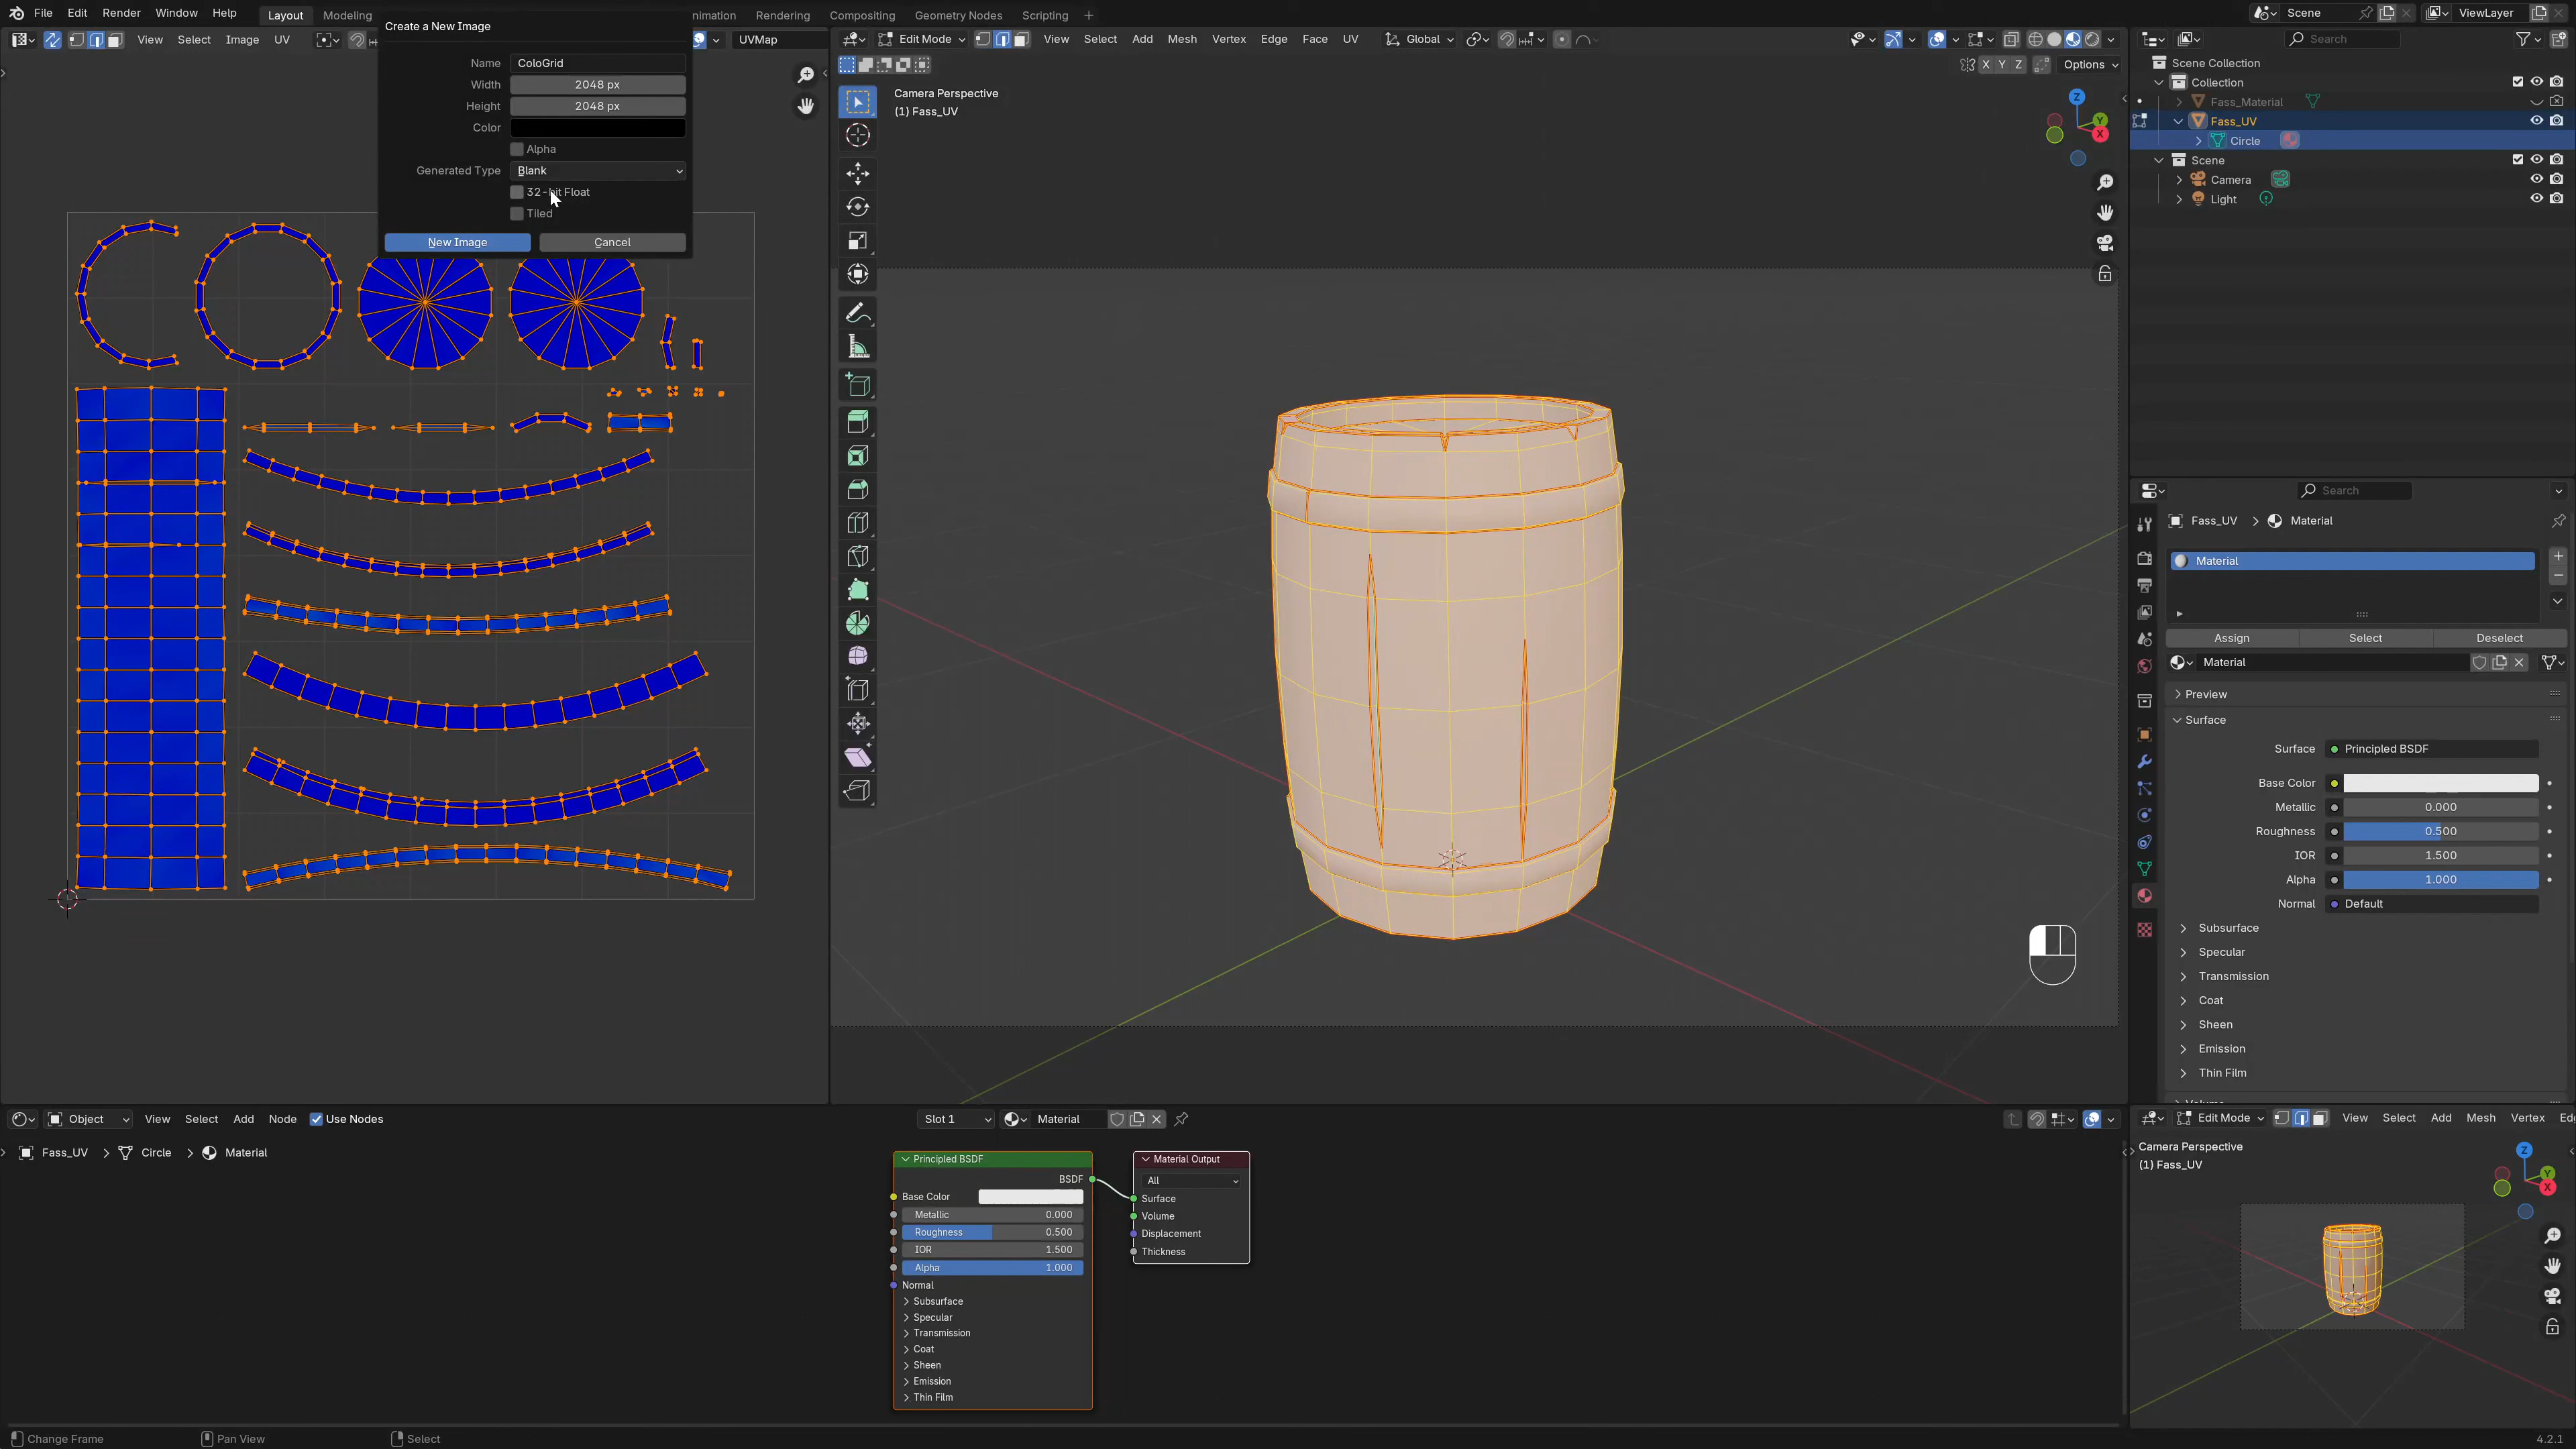 File Edit Render Window Help Layout Modeling nimation Rendering Compositing Geometry Nodes Scripting
Scene ViewLayer
Create a New Image
View Select Image UV UVMap
Edit Mode View Select Add Mesh Vertex Edge Face UV Global
Search
Name ColoGrid
Width 2048 px
Height 2048 px
Color
Alpha
Generated Type Blank
32-bit Float
Tiled
New Image Cancel
X Y Z Options
Camera Perspective
(1) Fass_UV
Z
Y
X
Scene Collection
Collection
Fass_Material
Fass_UV
Circle
Scene
Camera
Light
Search
Fass_UV > Material
Material
Assign Select Deselect
Material
Preview
Surface
Surface Principled BSDF
Base Color
Metallic 0.000
Roughness 0.500
IOR 1.500
Alpha 1.000
Normal Default
Subsurface
Specular
Transmission
Coat
Sheen
Emission
Thin Film
Object View Select Add Node Use Nodes Slot 1 Material
Fass_UV > Circle > Material
Principled BSDF
BSDF
Base Color
Metallic 0.000
Roughness 0.500
IOR 1.500
Alpha 1.000
Normal
Subsurface
Specular
Transmission
Coat
Sheen
Emission
Thin Film
Material Output
All
Surface
Volume
Displacement
Thickness
Edit Mode View Select Add Mesh Vertex Ed
Camera Perspective
(1) Fass_UV
Z
Y
X
Change Frame Pan View Select 4.2.1